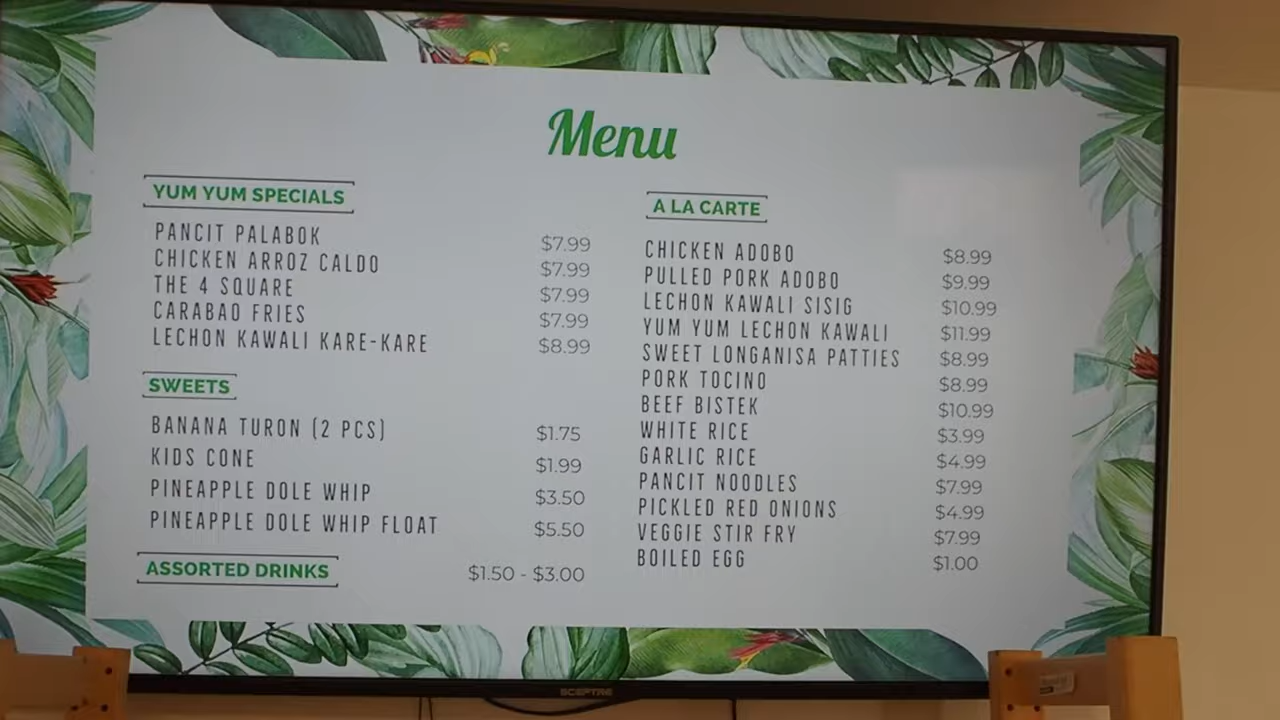 Menu
YUM YUM SPECIALS
PANCIT PALABOK $7.99
CHICKEN ARROZ CALDO $7.99
THE 4 SQUARE $7.99
CARABAO FRIES $7.99
LECHON KAWALI KARE-KARE $8.99
SWEETS
BANANA TURON (2 PCS) $1.75
KIDS CONE $1.99
PINEAPPLE DOLE WHIP $3.50
PINEAPPLE DOLE WHIP FLOAT $5.50
ASSORTED DRINKS $1.50 - $3.00
A LA CARTE
CHICKEN ADOBO $8.99
PULLED PORK ADOBO $9.99
LECHON KAWALI SISIG $10.99
YUM YUM LECHON KAWALI $11.99
SWEET LONGANISA PATTIES $8.99
PORK TOCINO $8.99
BEEF BISTEK $10.99
WHITE RICE $3.99
GARLIC RICE $4.99
PANCIT NOODLES $7.99
PICKLED RED ONIONS $4.99
VEGGIE STIR FRY $7.99
BOILED EGG $1.00
SCEPTRE